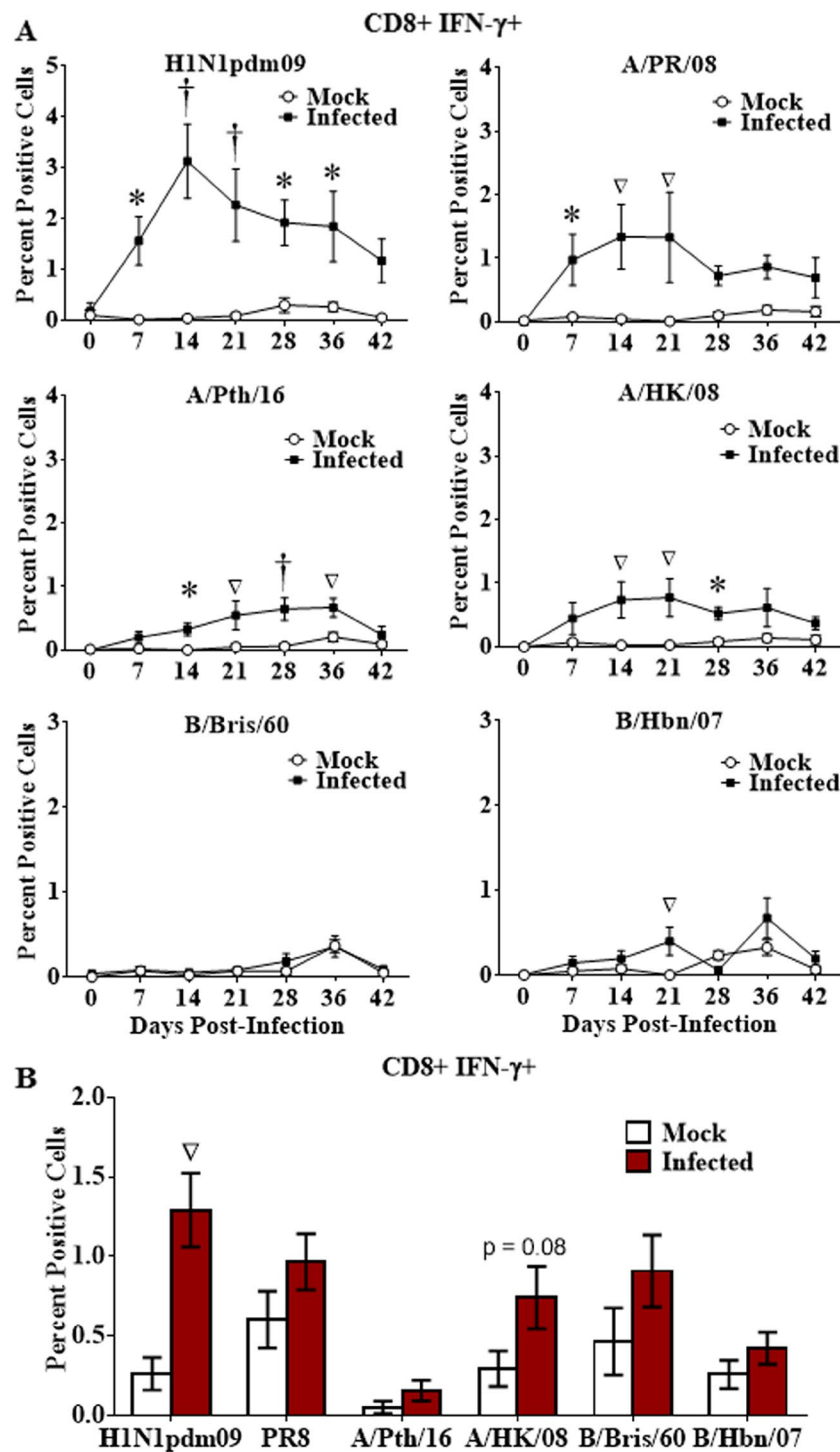 A
CD8+ IFN-γ+
H1N1pdm09
Mock
Infected
Percent Positive Cells
5
4
3
2
1
0
† † * * *
0 7 14 21 28 36 42
A/PR/08
Mock
Infected
Percent Positive Cells
4
3
2
1
0
* ▽ ▽
0 7 14 21 28 36 42
A/Pth/16
Mock
Infected
Percent Positive Cells
4
3
2
1
0
* ▽ † ▽
0 7 14 21 28 36 42
A/HK/08
Mock
Infected
Percent Positive Cells
4
3
2
1
0
▽ ▽ *
0 7 14 21 28 36 42
B/Bris/60
Mock
Infected
Percent Positive Cells
3
2
1
0
0 7 14 21 28 36 42
Days Post-Infection
B/Hbn/07
Mock
Infected
Percent Positive Cells
3
2
1
0
▽
0 7 14 21 28 36 42
Days Post-Infection
B
CD8+ IFN-γ+
Mock
Infected
Percent Positive Cells
2.0
1.5
1.0
0.5
0.0
▽
p = 0.08
H1N1pdm09 PR8 A/Pth/16 A/HK/08 B/Bris/60 B/Hbn/07